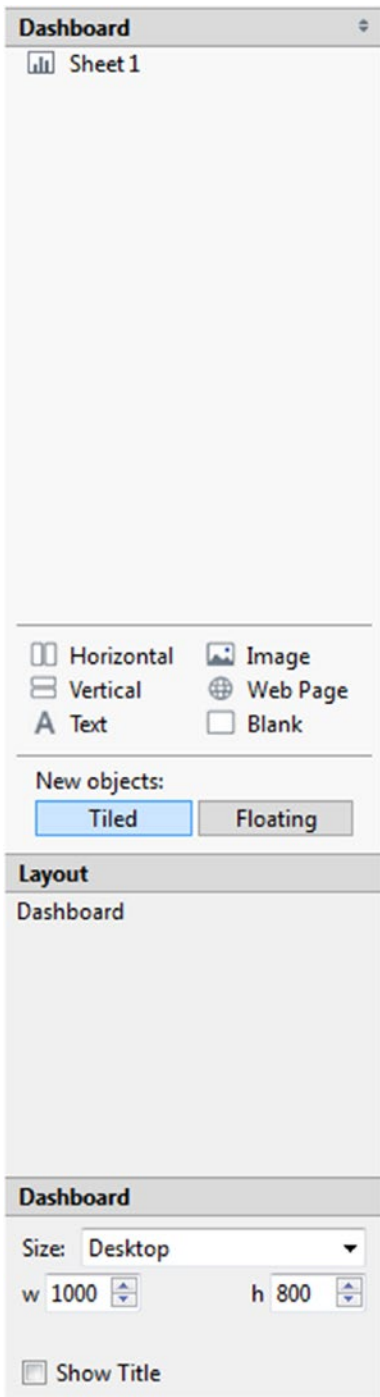 Dashboard
Sheet 1
Horizontal Image
Vertical Web Page
A Text Blank
New objects:
Tiled Floating
Layout
Dashboard
Dashboard
Size: Desktop
w 1000 h 800
Show Title